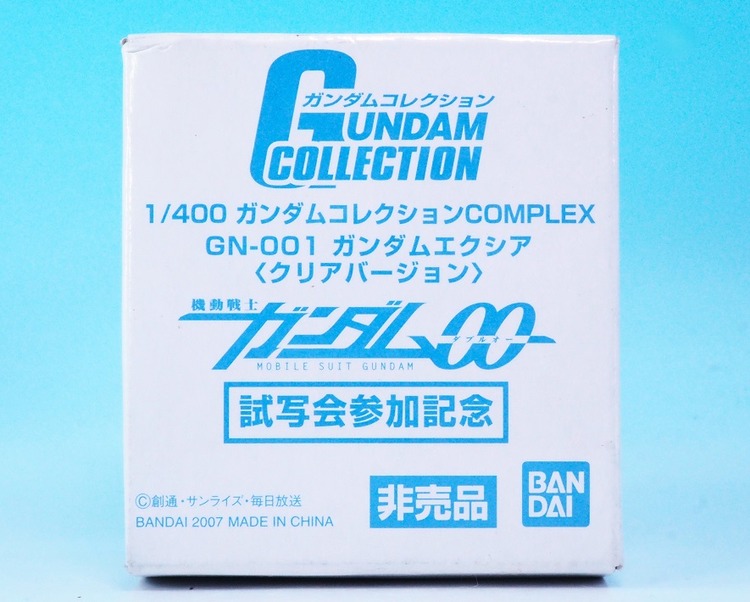 ガンダムコレクション
GUNDAM
COLLECTION
1/400 ガンダムコレクションCOMPLEX
GN-001 ガンダムエクシア
〈クリアバージョン〉
機動戦士
ガンダム00
ダブルオー
MOBILE SUIT GUNDAM
試写会参加記念
©創通・サンライズ・毎日放送
BANDAI 2007 MADE IN CHINA
非売品
BAN
DAI